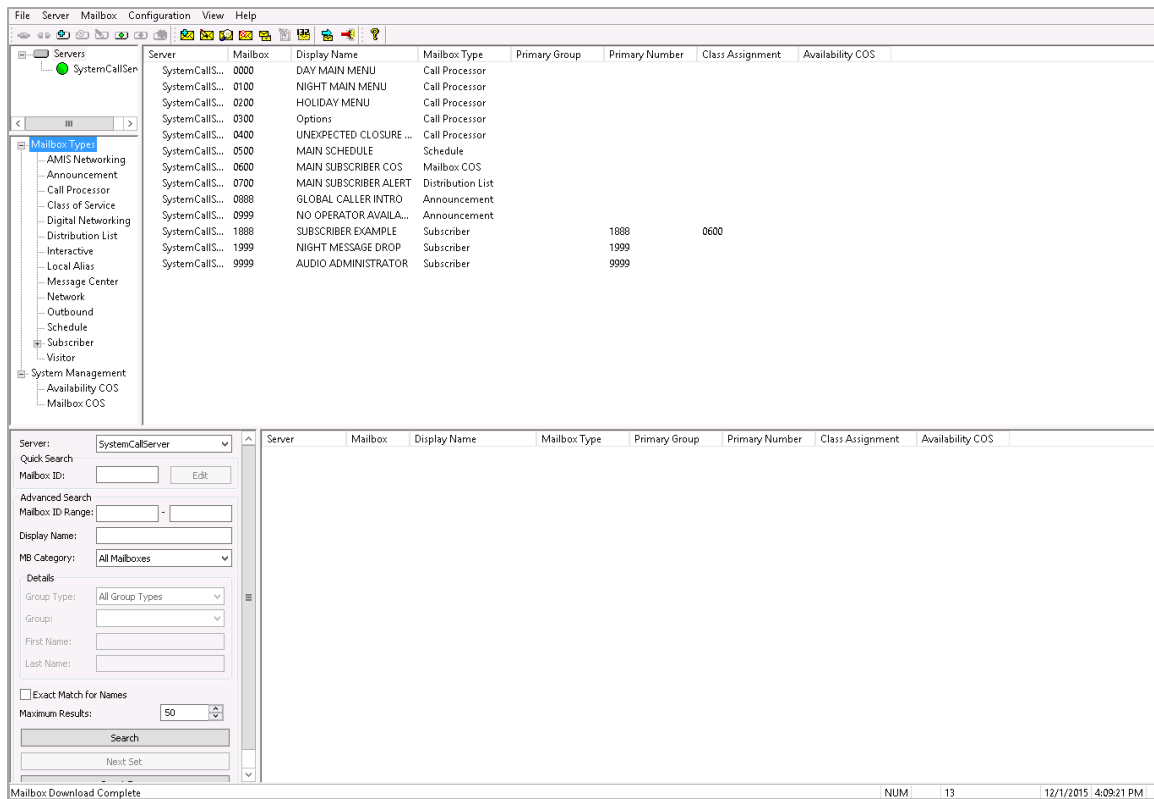 File Server Mailbox Configuration View Help
Servers
SystemCallSer
Server Mailbox Display Name Mailbox Type Primary Group Primary Number Class Assignment Availability COS
SystemCallS... 0000 DAY MAIN MENU Call Processor
SystemCallS... 0100 NIGHT MAIN MENU Call Processor
SystemCallS... 0200 HOLIDAY MENU Call Processor
SystemCallS... 0300 Options Call Processor
SystemCallS... 0400 UNEXPECTED CLOSURE ... Call Processor
SystemCallS... 0500 MAIN SCHEDULE Schedule
SystemCallS... 0600 MAIN SUBSCRIBER COS Mailbox COS
SystemCallS... 0700 MAIN SUBSCRIBER ALERT Distribution List
SystemCallS... 0888 GLOBAL CALLER INTRO Announcement
SystemCallS... 0999 NO OPERATOR AVAILA... Announcement
SystemCallS... 1888 SUBSCRIBER EXAMPLE Subscriber 1888 0600
SystemCallS... 1999 NIGHT MESSAGE DROP Subscriber 1999
SystemCallS... 9999 AUDIO ADMINISTRATOR Subscriber 9999
Mailbox Types
AMIS Networking
Announcement
Call Processor
Class of Service
Digital Networking
Distribution List
Interactive
Local Alias
Message Center
Network
Outbound
Schedule
Subscriber
Visitor
System Management
Availability COS
Mailbox COS
Server: SystemCallServer
Quick Search
Mailbox ID: Edit
Advanced Search
Mailbox ID Range: -
Display Name:
MB Category: All Mailboxes
Details
Group Type: All Group Types
Group:
First Name:
Last Name:
Exact Match for Names
Maximum Results: 50
Search
Next Set
Server Mailbox Display Name Mailbox Type Primary Group Primary Number Class Assignment Availability COS
Mailbox Download Complete NUM 13 12/1/2015 4:09:21 PM